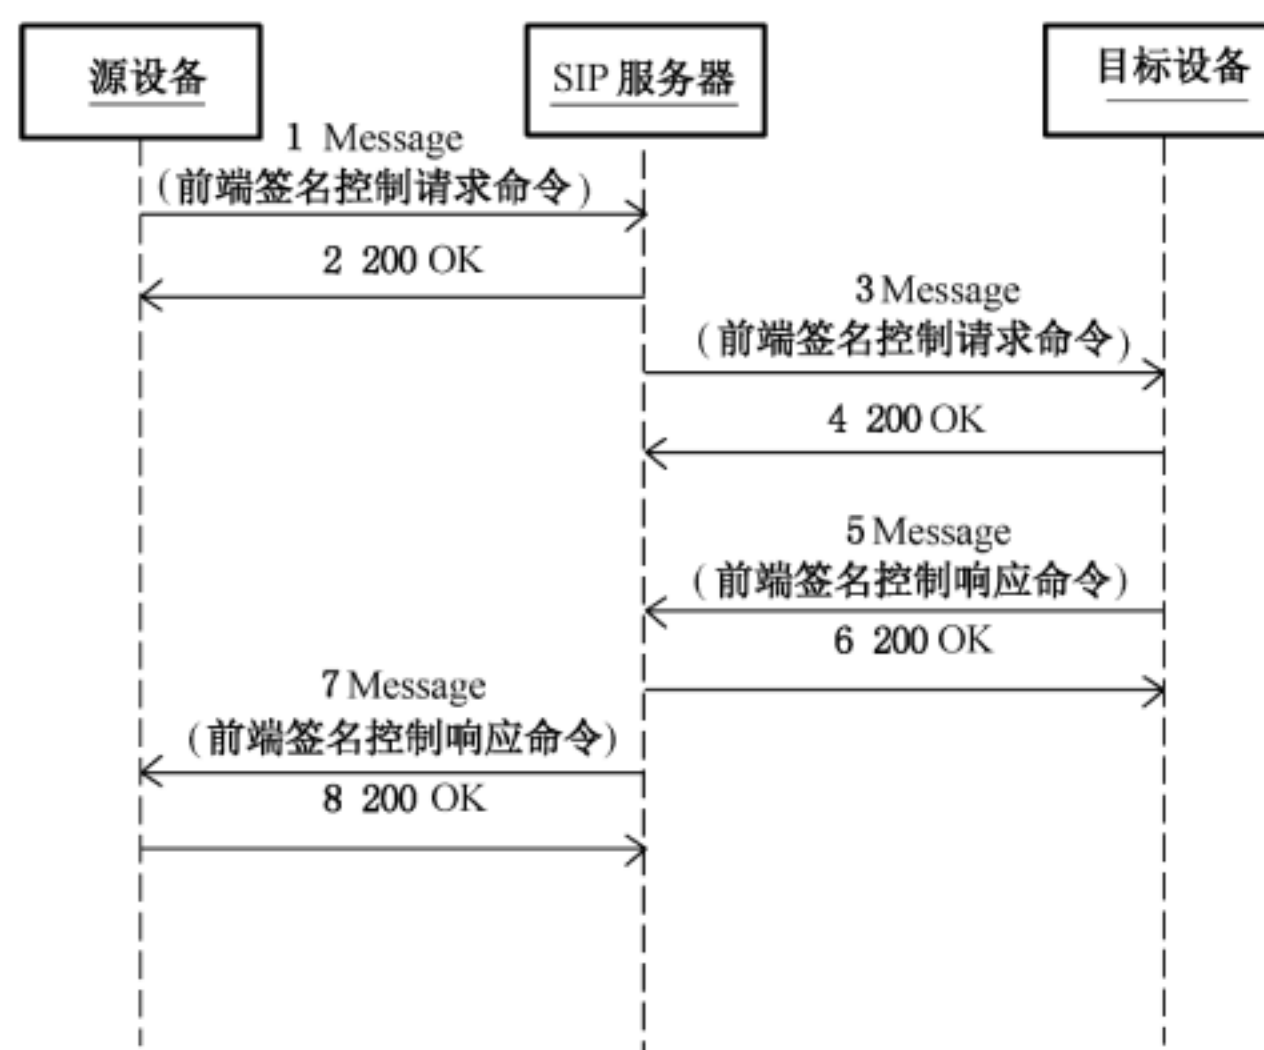 源设备
SIP服务器
目标设备
1 Message
(前端签名控制请求命令)
2 200 OK
3 Message
(前端签名控制请求命令)
4 200 OK
5 Message
(前端签名控制响应命令)
6 200 OK
7 Message
(前端签名控制响应命令)
8 200 OK